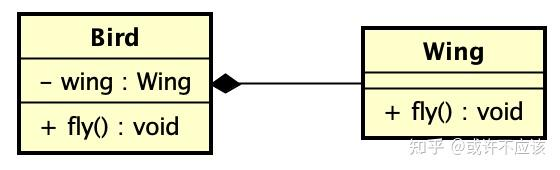 Bird
- wing : Wing
+ fly() : void
Wing
+ fly() : void
知乎 @或许不应该